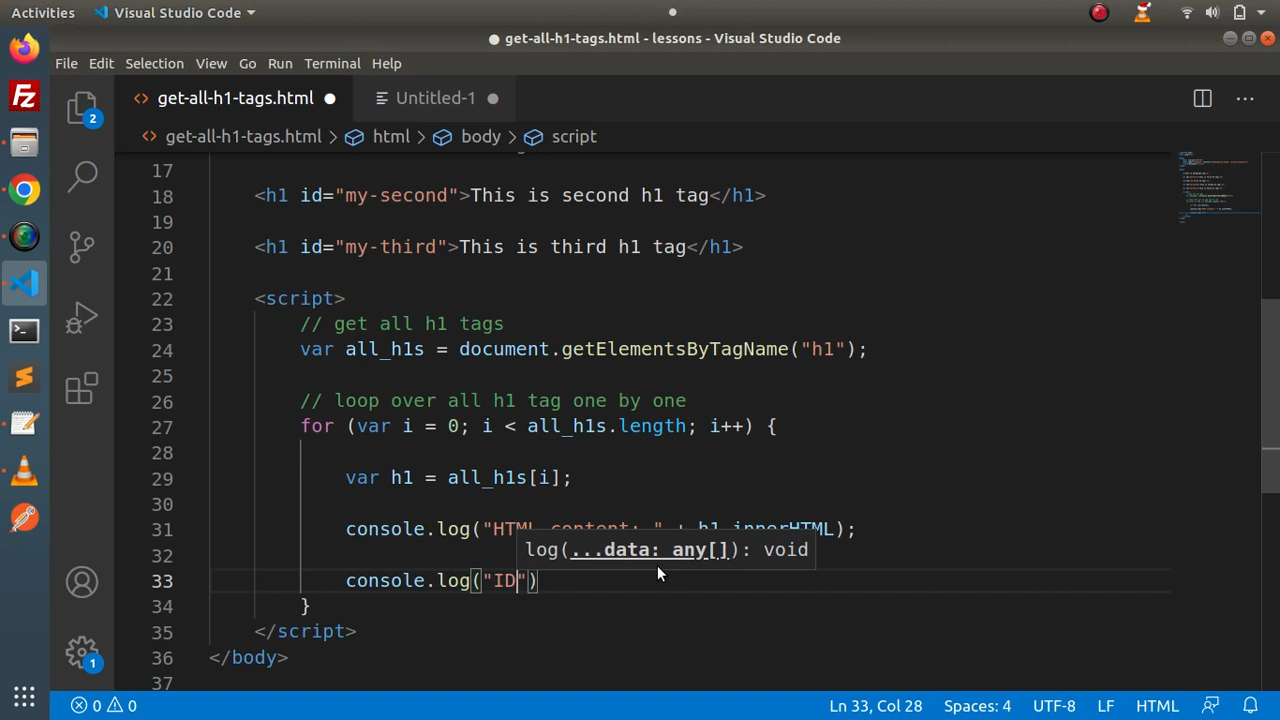 Activities
Visual Studio Code
get-all-h1-tags.html - lessons - Visual Studio Code
File Edit Selection View Go Run Terminal Help
get-all-h1-tags.html
Untitled-1
get-all-h1-tags.html > html > body > script
17
18 <h1 id="my-second">This is second h1 tag</h1>
19
20 <h1 id="my-third">This is third h1 tag</h1>
21
22 <script>
23 // get all h1 tags
24 var all_h1s = document.getElementsByTagName("h1");
25
26 // loop over all h1 tag one by one
27 for (var i = 0; i < all_h1s.length; i++) {
28
29 var h1 = all_h1s[i];
30
31 console.log("HTML content: " + h1.innerHTML);
32
log(...data: any[]): void
33 console.log("ID")
34 }
35 </script>
36 </body>
37
2
1
0 0
Ln 33, Col 28
Spaces: 4
UTF-8
LF
HTML